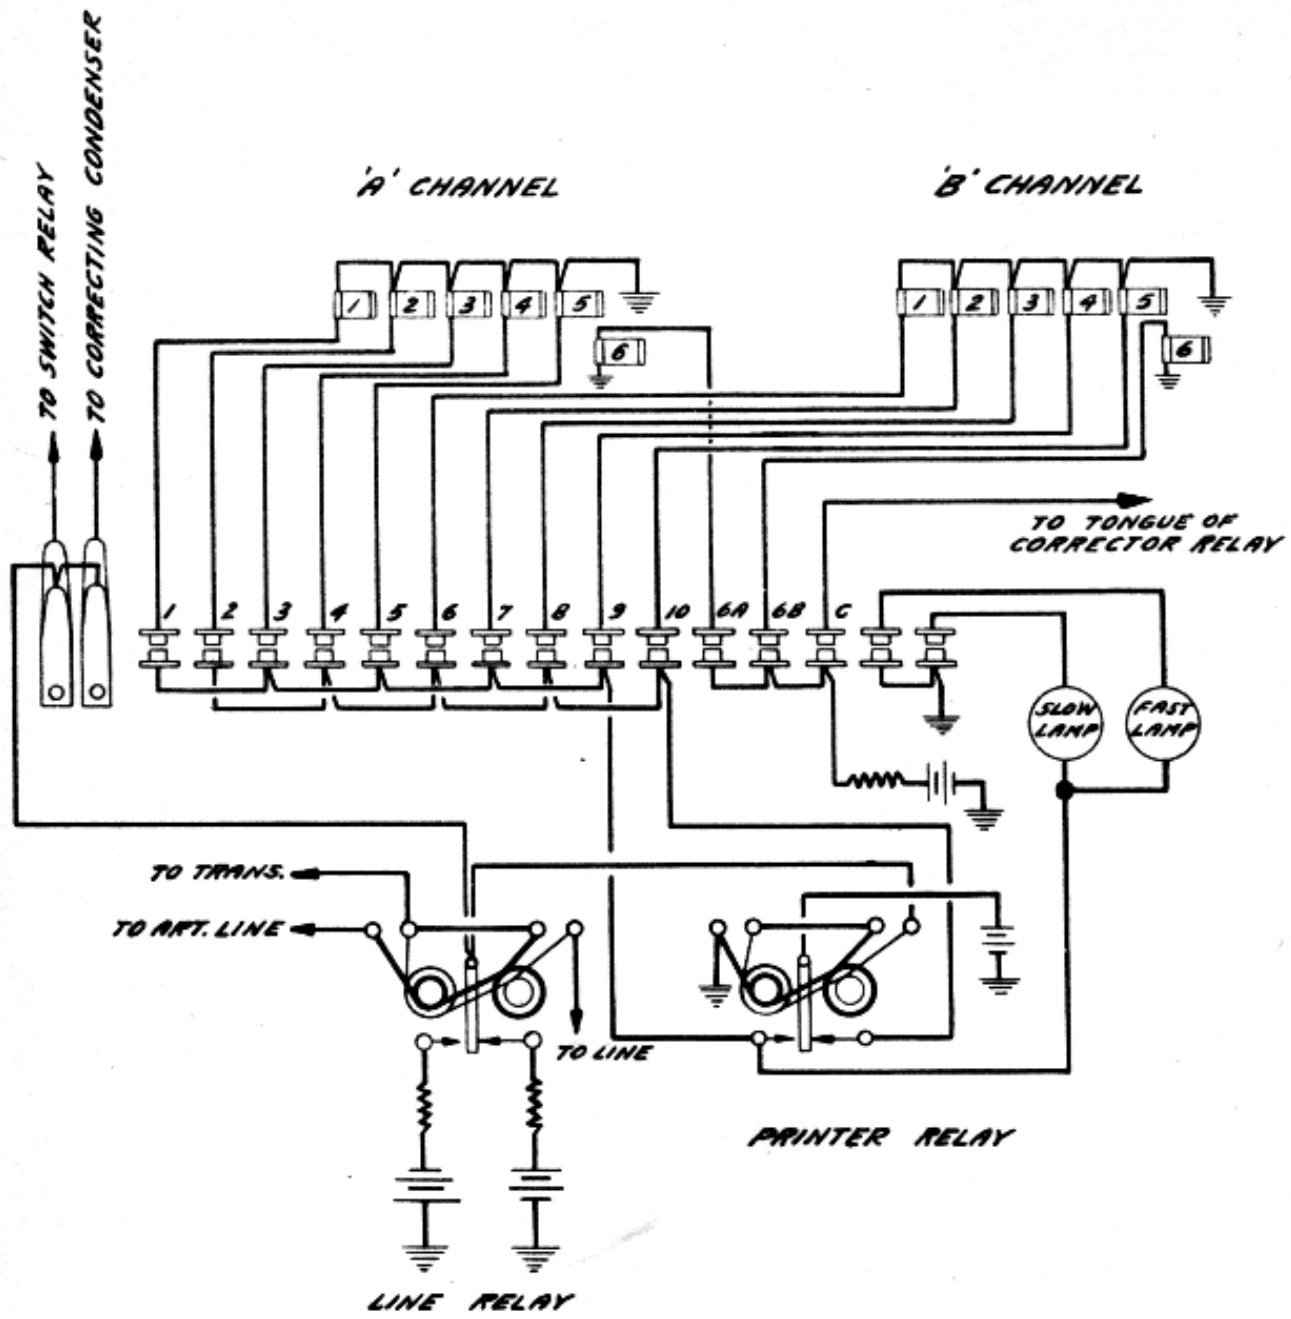 TO SWITCH RELAY
TO CORRECTING CONDENSER
'A' CHANNEL
'B' CHANNEL
1 2 3 4 5
6
1 2 3 4 5
6
TO TONGUE OF
CORRECTOR RELAY
1 2 3 4 5 6 7 8 9 10 6A 6B C
SLOW
LAMP
FAST
LAMP
TO TRANS.
TO ART. LINE
TO LINE
PRINTER RELAY
LINE RELAY